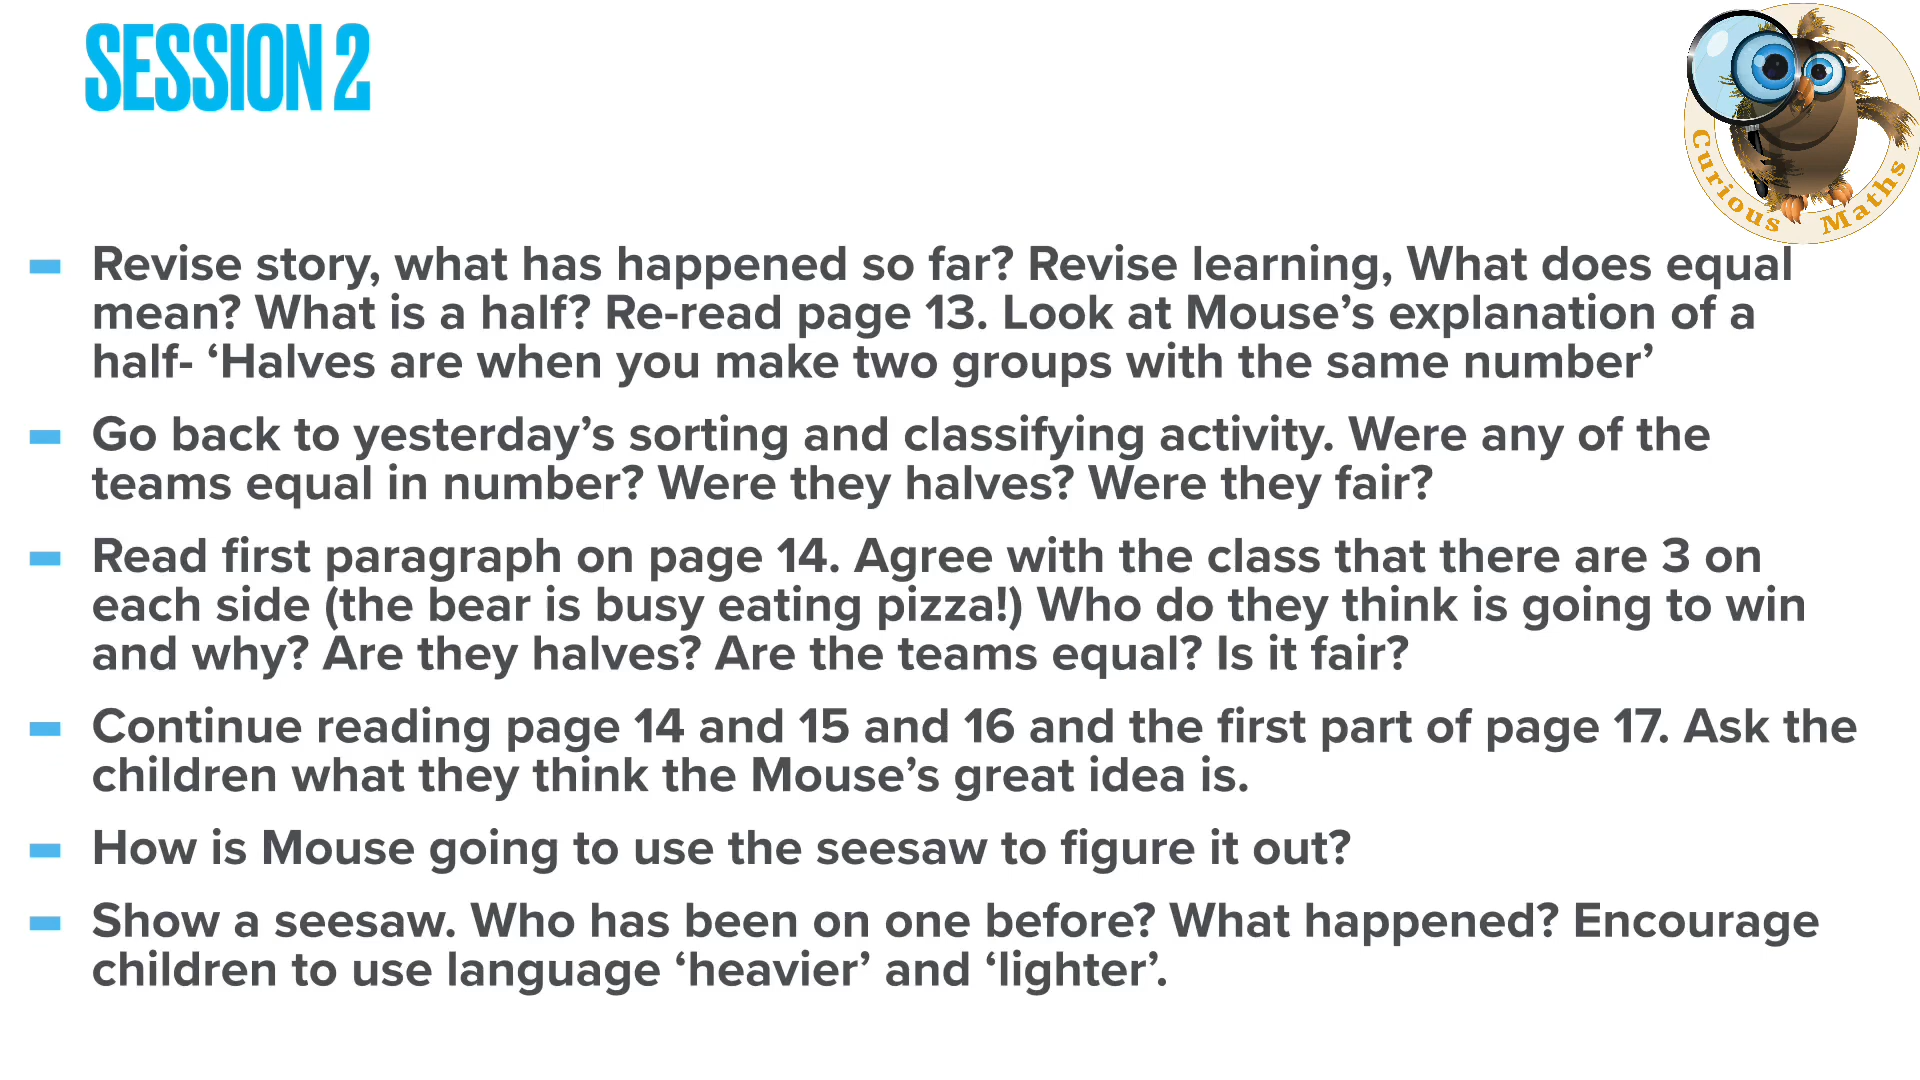 SESSION 2
Curious Maths
Revise story, what has happened so far? Revise learning, What does equal
mean? What is a half? Re-read page 13. Look at Mouse’s explanation of a
half- ‘Halves are when you make two groups with the same number’
Go back to yesterday’s sorting and classifying activity. Were any of the
teams equal in number? Were they halves? Were they fair?
Read first paragraph on page 14. Agree with the class that there are 3 on
each side (the bear is busy eating pizza!) Who do they think is going to win
and why? Are they halves? Are the teams equal? Is it fair?
Continue reading page 14 and 15 and 16 and the first part of page 17. Ask the
children what they think the Mouse’s great idea is.
How is Mouse going to use the seesaw to figure it out?
Show a seesaw. Who has been on one before? What happened? Encourage
children to use language ‘heavier’ and ‘lighter’.